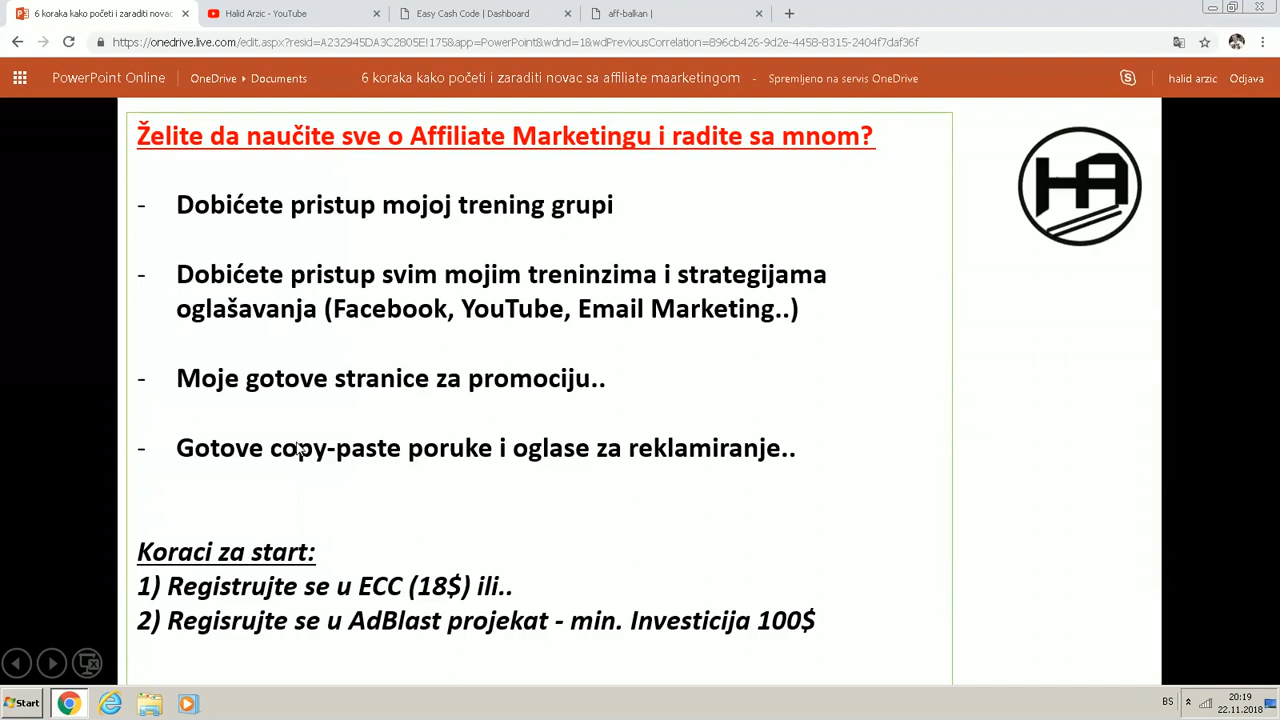 6 koraka kako početi i zaraditi novac
Halid Arzic - YouTube
Easy Cash Code | Dashboard
aff-balkan |
https://onedrive.live.com/edit.aspx?resid=A232945DA3C2805E!175&app=PowerPoint&wdnd=1&wdPreviousCorrelation=896cb426-9d2e-4458-8315-2404f7daf36f
PowerPoint Online
OneDrive
Documents
6 koraka kako početi i zaraditi novac sa affiliate maarketingom
- Spremljeno na servis OneDrive
halid arzic
Odjava
Želite da naučite sve o Affiliate Marketingu i radite sa mnom?
HA
- Dobićete pristup mojoj trening grupi
- Dobićete pristup svim mojim treninzima i strategijama
oglašavanja (Facebook, YouTube, Email Marketing..)
- Moje gotove stranice za promociju..
- Gotove copy-paste poruke i oglase za reklamiranje..
Koraci za start:
1) Registrujte se u ECC (18$) ili..
2) Regisrujte se u AdBlast projekat - min. Investicija 100$
Start
BS
20:19
22.11.2018